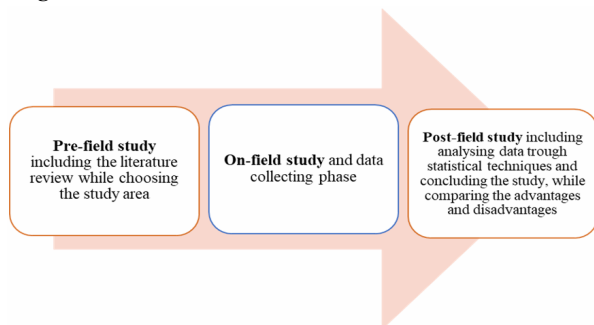 Pre-field study
including the literature
review while choosing
the study area
On-field study and data
collecting phase
Post-field study including
analysing data trough
statistical techniques and
concluding the study, while
comparing the advantages
and disadvantages